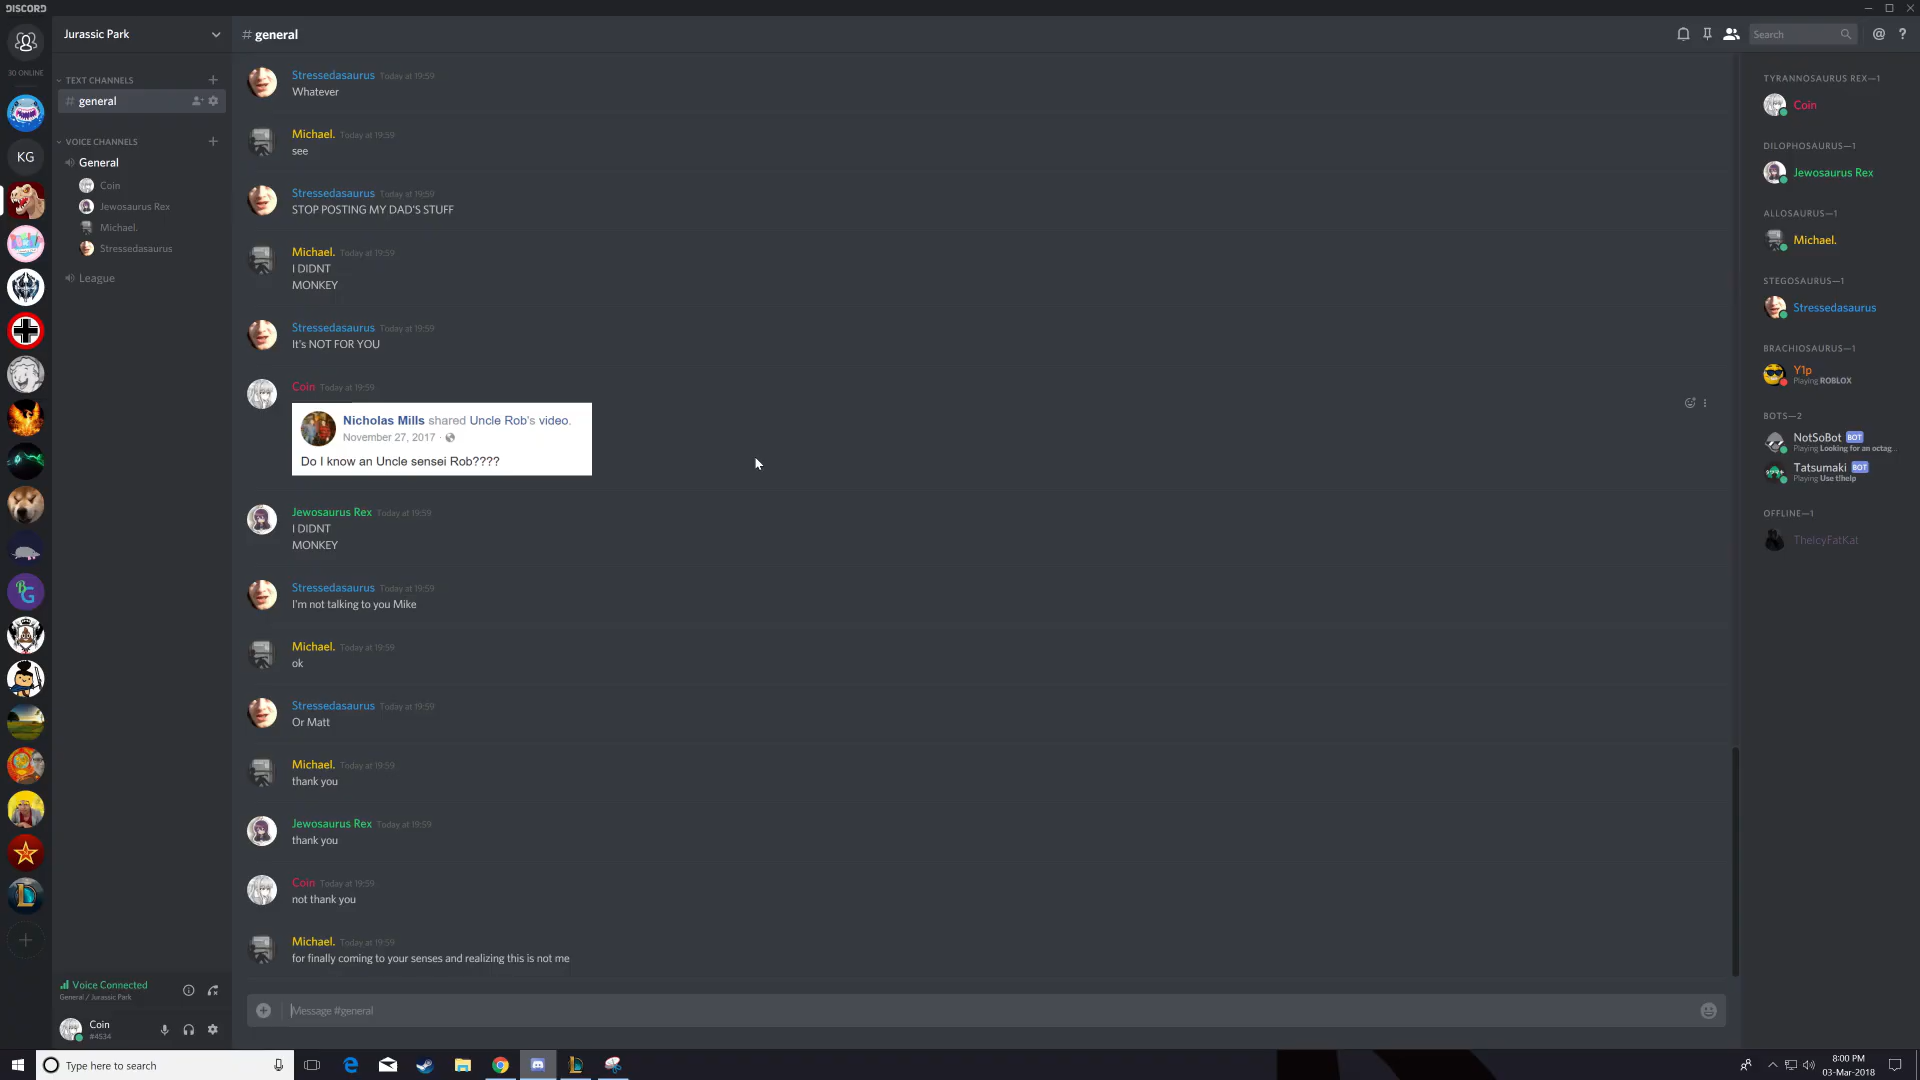 DISCORD
30 ONLINE
KG
BG
Jurassic Park
TEXT CHANNELS
# general
VOICE CHANNELS
General
Coin
Jewosaurus Rex
Michael.
Stressedasaurus
League
Voice Connected
General / Jurassic Park
Coin
#4534
# general
Search
@ ?
Stressedasaurus Today at 19:59
Whatever
Michael. Today at 19:59
see
Stressedasaurus Today at 19:59
STOP POSTING MY DAD'S STUFF
Michael. Today at 19:59
I DIDNT
MONKEY
Stressedasaurus Today at 19:59
It's NOT FOR YOU
Coin Today at 19:59
Nicholas Mills shared Uncle Rob's video.
November 27, 2017 ·
Do I know an Uncle sensei Rob????
Jewosaurus Rex Today at 19:59
I DIDNT
MONKEY
Stressedasaurus Today at 19:59
I'm not talking to you Mike
Michael. Today at 19:59
ok
Stressedasaurus Today at 19:59
Or Matt
Michael. Today at 19:59
thank you
Jewosaurus Rex Today at 19:59
thank you
Coin Today at 19:59
not thank you
Michael. Today at 19:59
for finally coming to your senses and realizing this is not me
Message #general
TYRANNOSAURUS REX—1
Coin
DILOPHOSAURUS—1
Jewosaurus Rex
ALLOSAURUS—1
Michael.
STEGOSAURUS—1
Stressedasaurus
BRACHIOSAURUS—1
Y1p
Playing ROBLOX
BOTS—2
NotSoBot BOT
Playing Looking for an octag...
Tatsumaki BOT
Playing Use t!help
OFFLINE—1
TheIcyFatKat
Type here to search
8:00 PM
03-Mar-2018